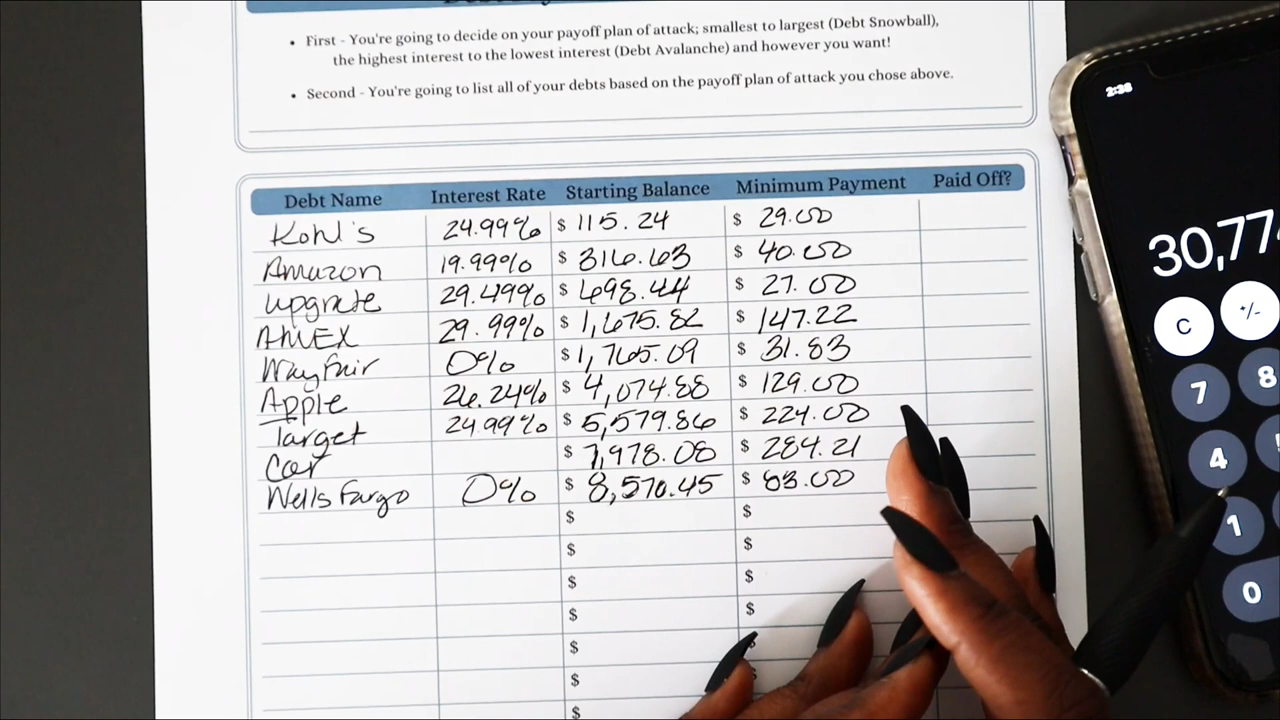 First - You're going to decide on your payoff plan of attack; smallest to largest (Debt Snowball),
the highest interest to the lowest interest (Debt Avalanche) and however you want!
Second - You're going to list all of your debts based on the payoff plan of attack you chose above.
Debt Name Interest Rate Starting Balance Minimum Payment Paid Off?
Kohl's 24.99% $ 115.24 $ 29.00
Amazon 19.99% $ 316.63 $ 40.00
upgrade 29.49% $ 698.44 $ 27.00
AMEX 29.99% $ 1,675.82 $ 147.22
Wayfair 0% $ 1,765.09 $ 31.83
Apple 26.24% $ 4,074.88 $ 129.00
Target 24.99% $ 5,579.86 $ 224.00
Car $ 7,978.08 $ 284.21
Wells Fargo 0% $ 8,570.45 $ 83.00
$ $
$ $
$ $
$ $
$
$
$
2:38
30,774
C +/-
7 8
4
1
0